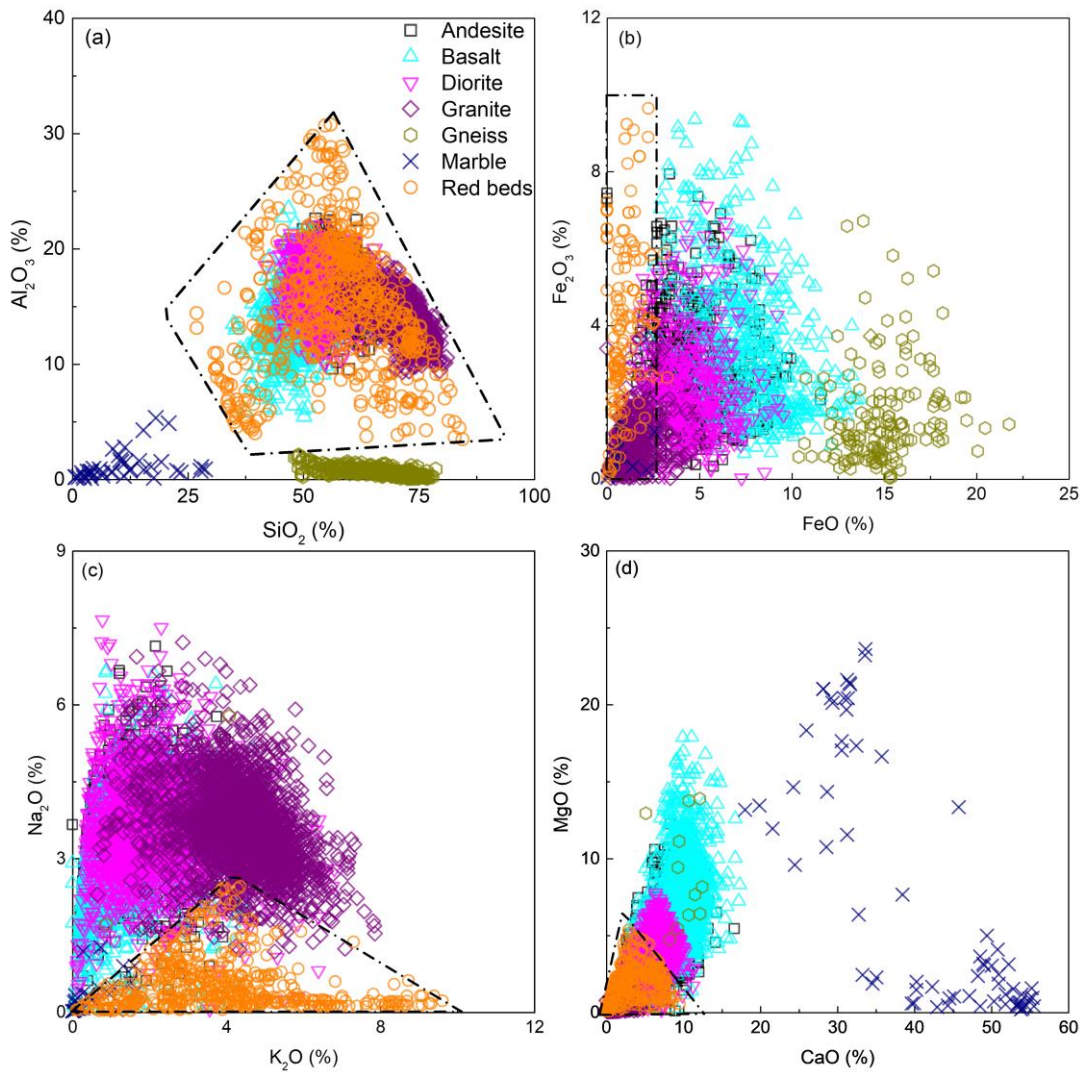 (a)
Al₂O₃ (%)
40
30
20
10
0
0 25 50 75 100
SiO₂ (%)
Andesite
Basalt
Diorite
Granite
Gneiss
Marble
Red beds
(b)
Fe₂O₃ (%)
12
8
4
0
0 5 10 15 20 25
FeO (%)
(c)
Na₂O (%)
9
6
3
0
0 4 8 12
K₂O (%)
(d)
MgO (%)
30
20
10
0
0 10 20 30 40 50 60
CaO (%)